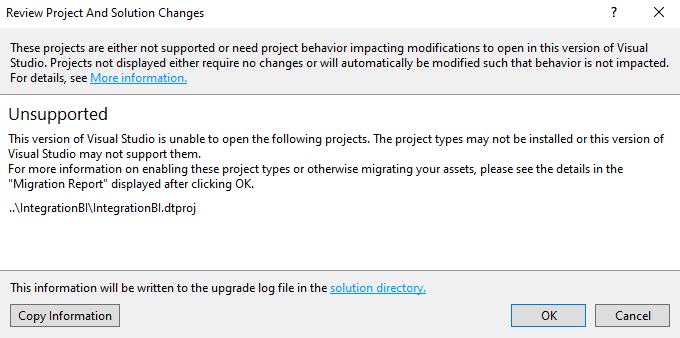 Review Project And Solution Changes
?
These projects are either not supported or need project behavior impacting modifications to open in this version of Visual
Studio. Projects not displayed either require no changes or will automatically be modified such that behavior is not impacted.
For details, see More information.
Unsupported
This version of Visual Studio is unable to open the following projects. The project types may not be installed or this version of
Visual Studio may not support them.
For more information on enabling these project types or otherwise migrating your assets, please see the details in the
"Migration Report" displayed after clicking OK.
..\IntegrationBI\IntegrationBI.dtproj
This information will be written to the upgrade log file in the solution directory.
Copy Information
OK
Cancel